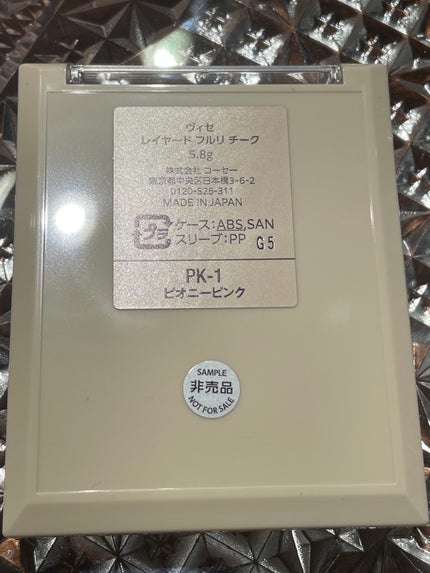 ヴィセ
レイヤード フルリ チーク
5.8g
株式会社 コーセー
東京都中央区日本橋3-6-2
0120-526-311
MADE IN JAPAN
プラ ケース:ABS,SAN
スリーブ:PP G5
PK-1
ピオニーピンク
SAMPLE
非売品
NOT FOR SALE